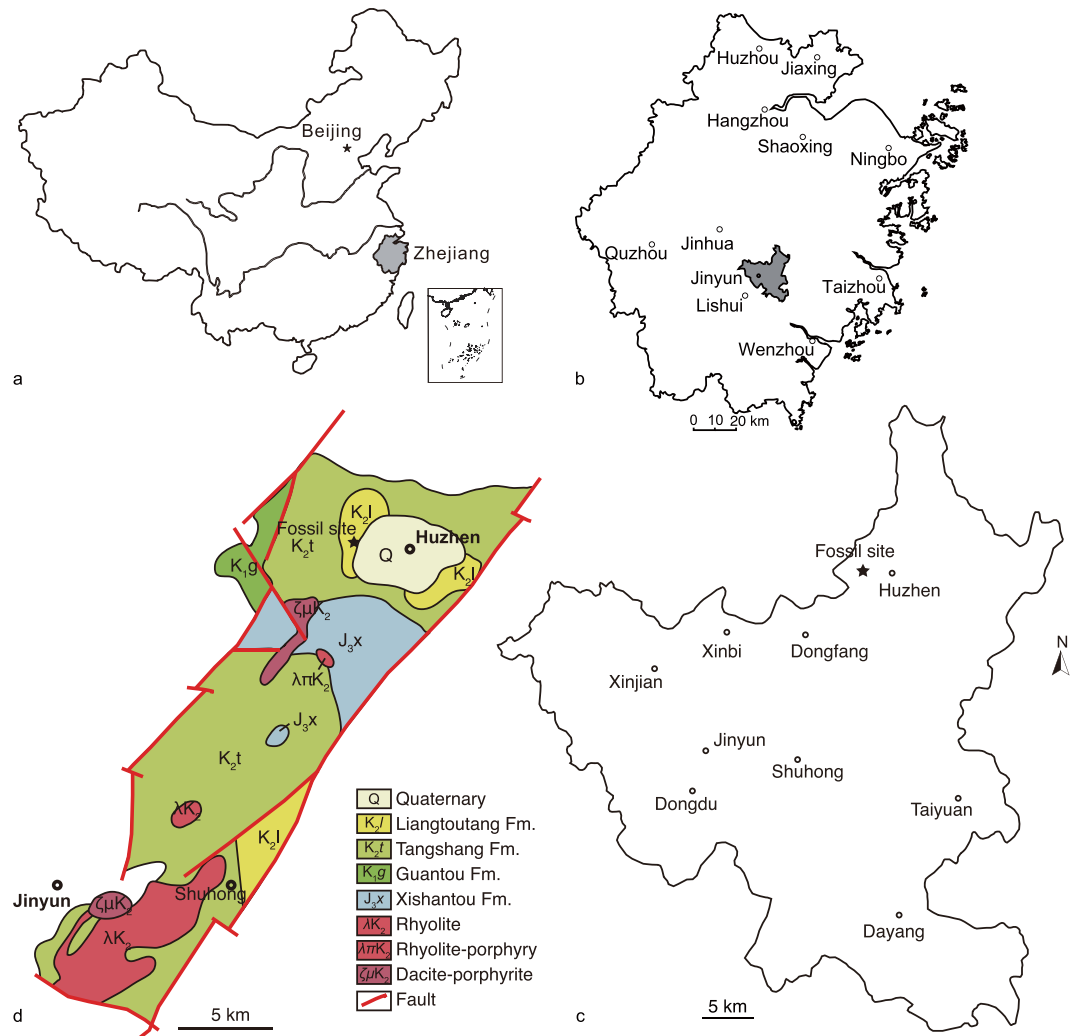 Beijing
Zhejiang
a
Huzhou
Jiaxing
Hangzhou
Shaoxing
Ningbo
Jinhua
Quzhou
Jinyun
Lishui
Taizhou
Wenzhou
b
0 10 20 km
K₂l
Fossil site
K₂t
Huzhen
Q
K₂l
K₁g
ζμK₂
J₃x
λπK₂
J₃x
K₂t
λK₂
K₂l
Shuhong
Jinyun
ζμK₂
λK₂
d
5 km
Q Quaternary
K₂l Liangtoutang Fm.
K₂t Tangshang Fm.
K₁g Guantou Fm.
J₃x Xishantou Fm.
λK₂ Rhyolite
λπK₂ Rhyolite-porphyry
ζμK₂ Dacite-porphyrite
Fault
Fossil site
Huzhen
Xinbi
Dongfang
Xinjian
N
Jinyun
Shuhong
Dongdu
Taiyuan
Dayang
5 km
c